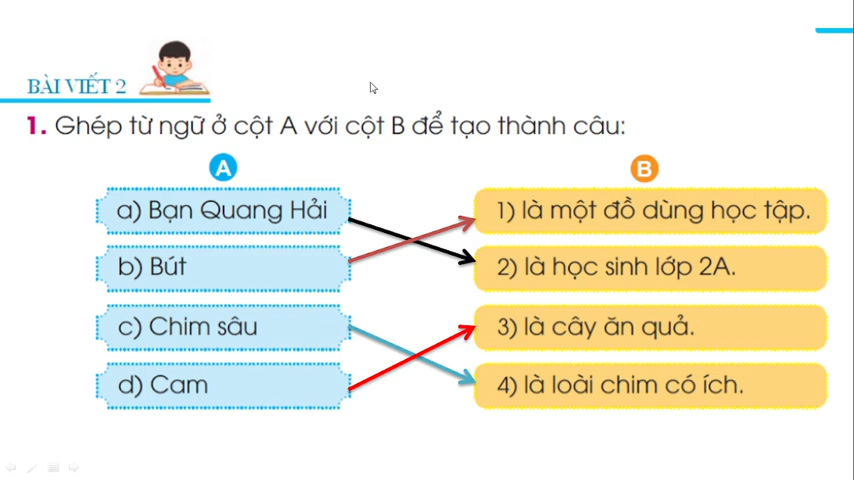 BÀI VIẾT 2
1. Ghép từ ngữ ở cột A với cột B để tạo thành câu:
A
B
a) Bạn Quang Hải
1) là một đồ dùng học tập.
b) Bút
2) là học sinh lớp 2A.
c) Chim sâu
3) là cây ăn quả.
d) Cam
4) là loài chim có ích.